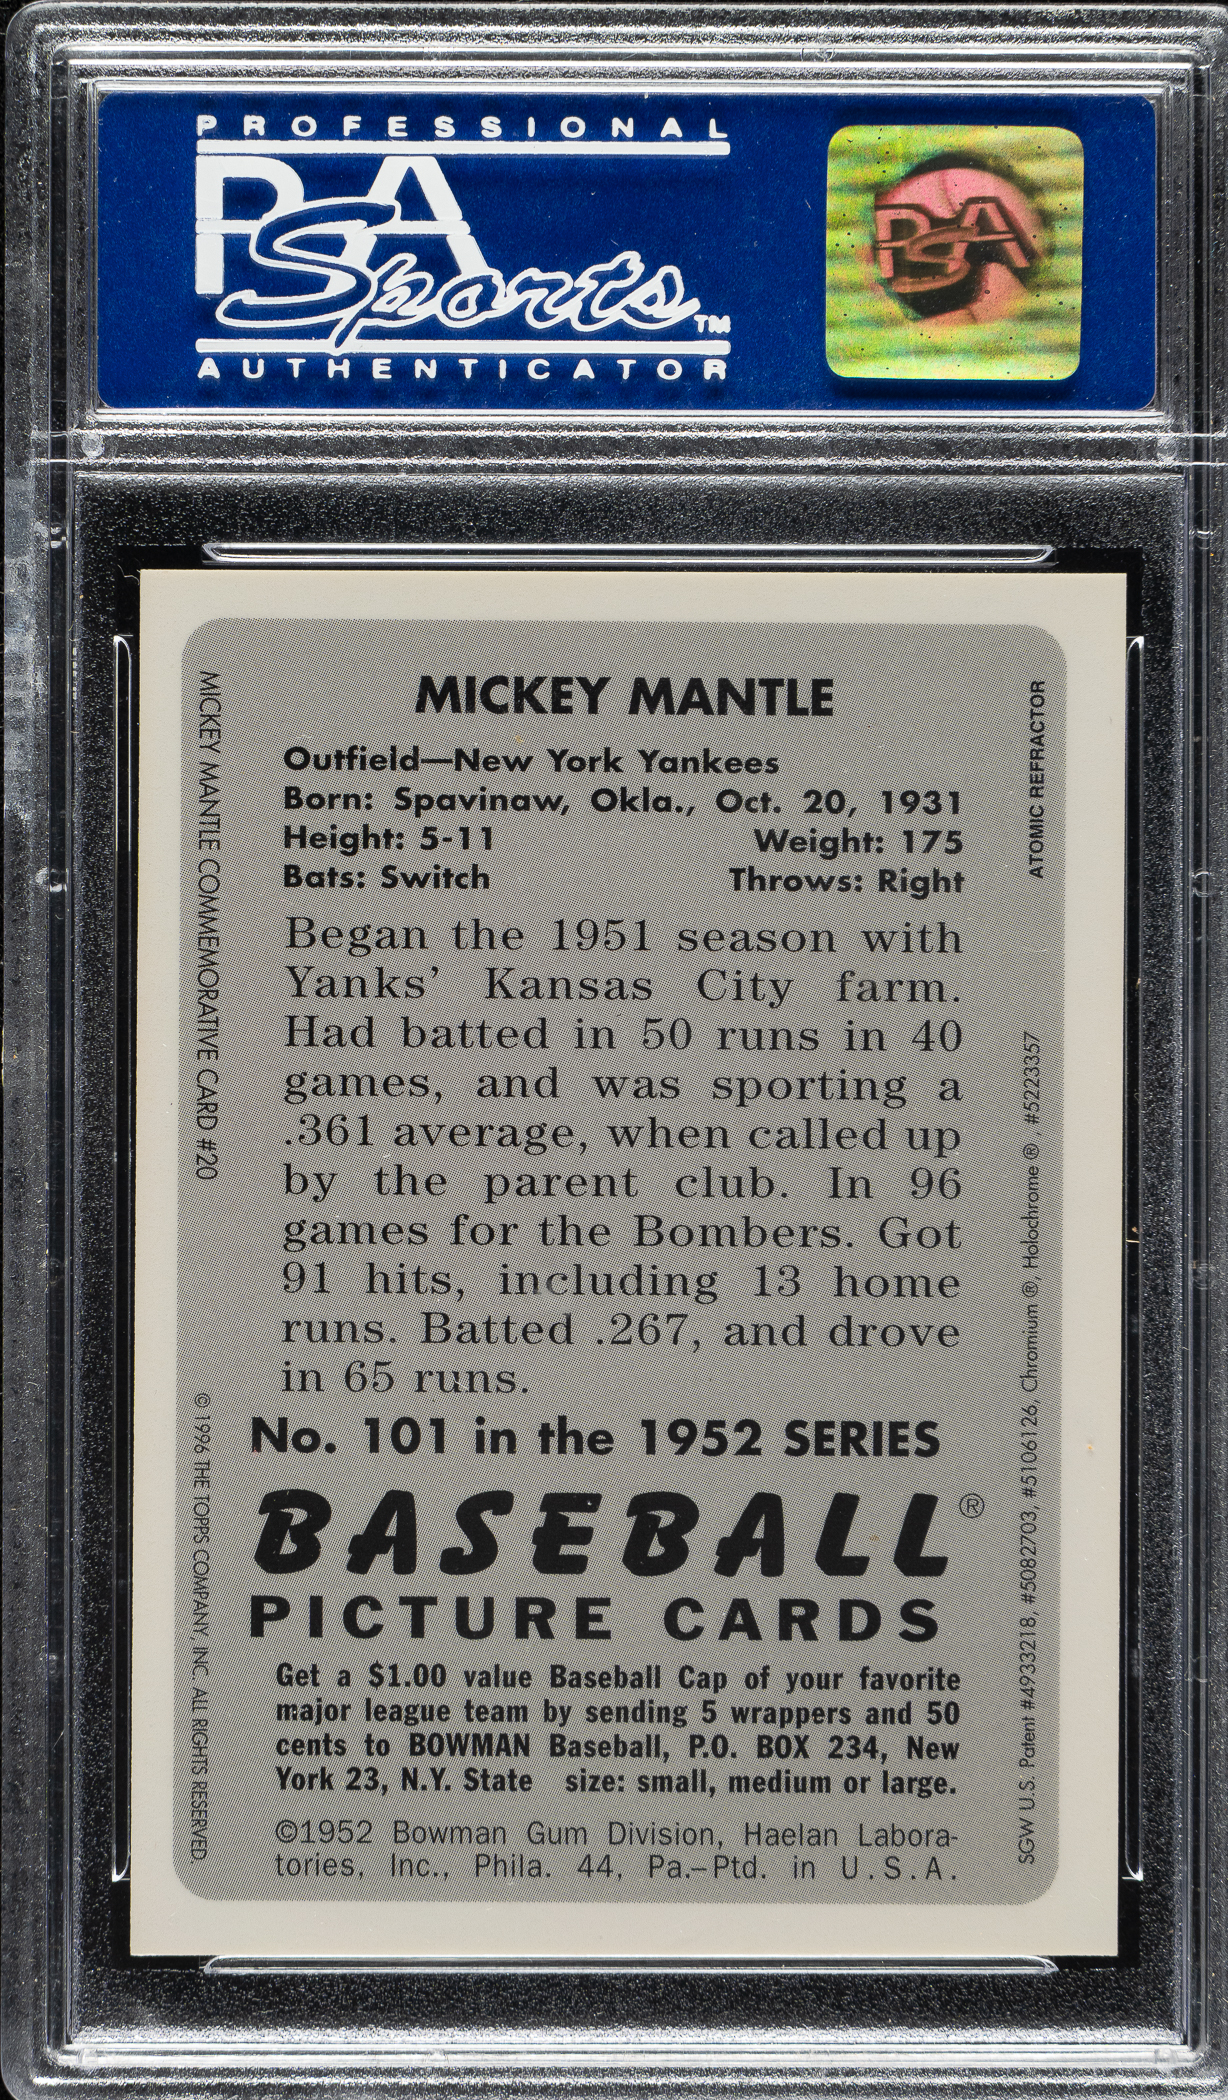 PROFESSIONAL
PSA
Sports™
AUTHENTICATOR
PSA
MICKEY MANTLE
Outfield—New York Yankees
Born: Spavinaw, Okla., Oct. 20, 1931
Height: 5-11 Weight: 175
Bats: Switch Throws: Right
Began the 1951 season with
Yanks’ Kansas City farm.
Had batted in 50 runs in 40
games, and was sporting a
.361 average, when called up
by the parent club. In 96
games for the Bombers. Got
91 hits, including 13 home
runs. Batted .267, and drove
in 65 runs.
No. 101 in the 1952 SERIES
BASEBALL®
PICTURE CARDS
Get a $1.00 value Baseball Cap of your favorite
major league team by sending 5 wrappers and 50
cents to BOWMAN Baseball, P.O. BOX 234, New
York 23, N.Y. State size: small, medium or large.
©1952 Bowman Gum Division, Haelan Labora-
tories, Inc., Phila. 44, Pa.–Ptd. in U.S.A.
MICKEY MANTLE COMMEMORATIVE CARD #20
© 1996 THE TOPPS COMPANY, INC. ALL RIGHTS RESERVED.
ATOMIC REFRACTOR
SGW U.S. Patent #4933218, #5082703, #5106126, Chromium ®, Holochrome ®, #5223357